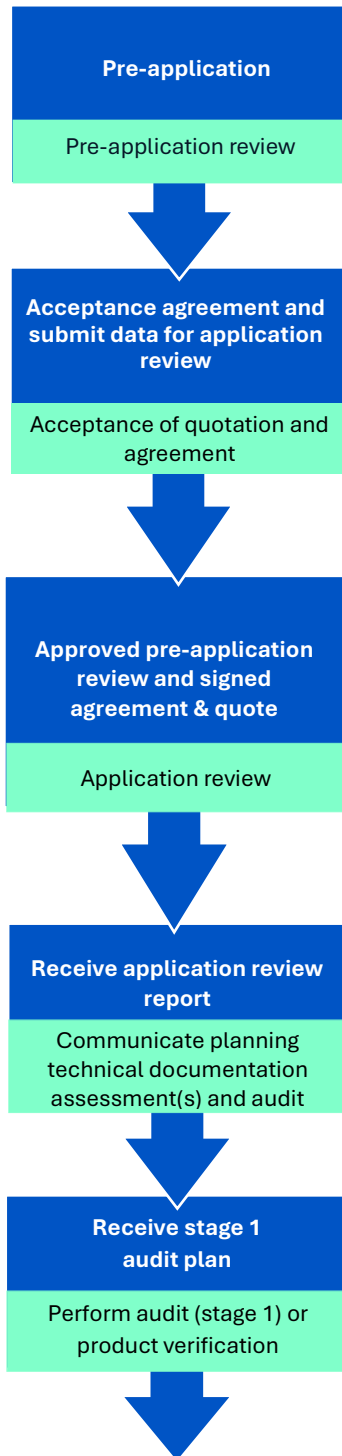 Pre-application
Pre-application review
Acceptance agreement and
submit data for application
review
Acceptance of quotation and
agreement
Approved pre-application
review and signed
agreement & quote
Application review
Receive application review
report
Communicate planning
technical documentation
assessment(s) and audit
Receive stage 1
audit plan
Perform audit (stage 1) or
product verification